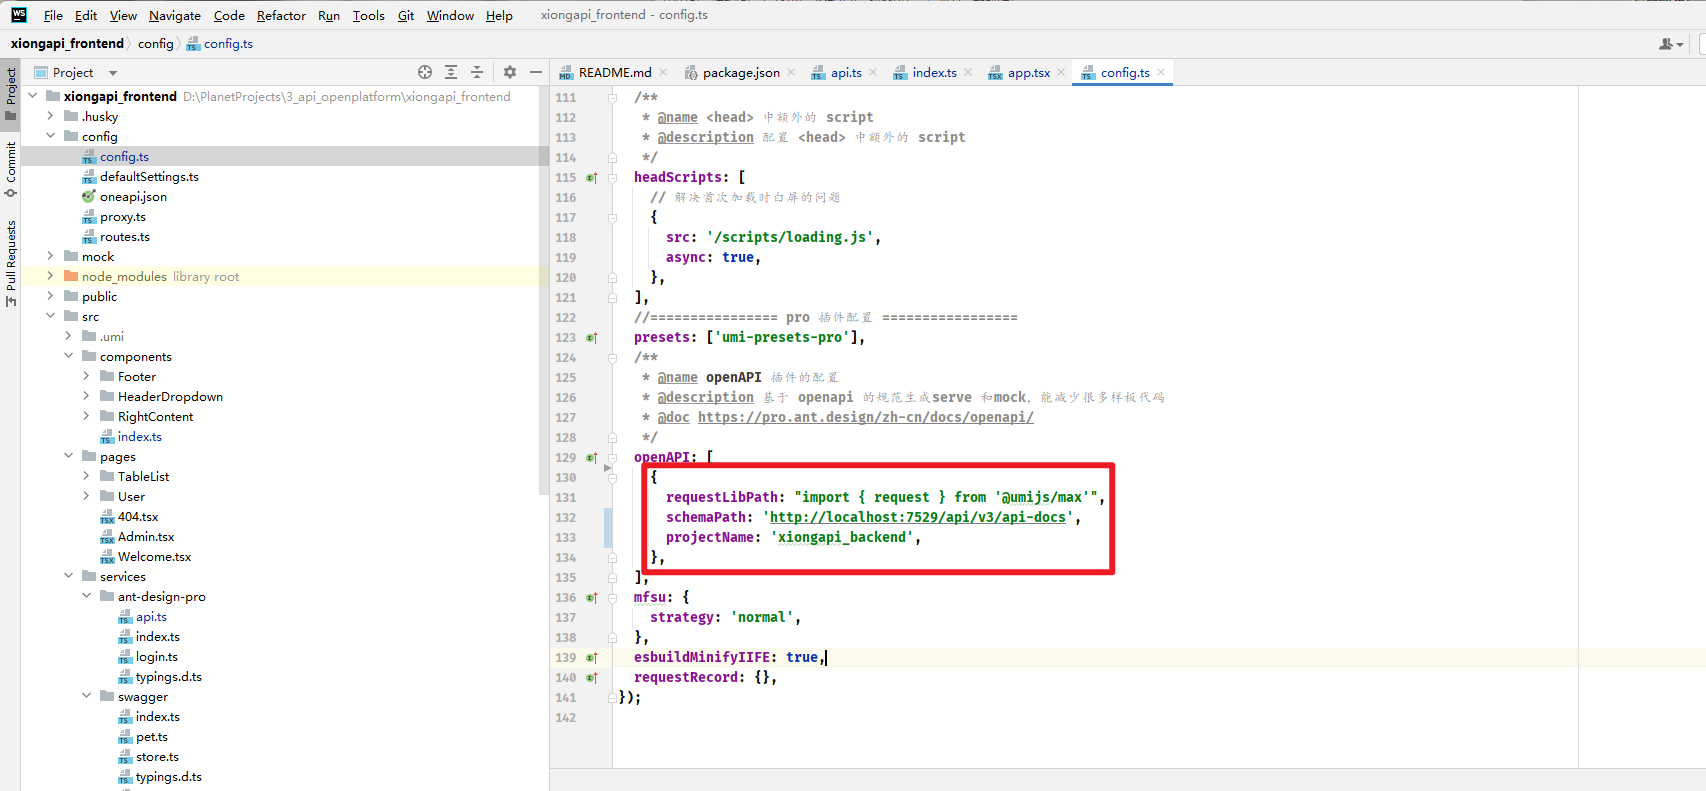 WS File Edit View Navigate Code Refactor Run Tools Git Window Help xiongapi_frontend - config.ts
xiongapi_frontend config config.ts
Project
Commit
Pull Requests
Project
xiongapi_frontend D:\PlanetProjects\3_api_openplatform\xiongapi_frontend
.husky
config
config.ts
defaultSettings.ts
oneapi.json
proxy.ts
routes.ts
mock
node_modules library root
public
src
.umi
components
Footer
HeaderDropdown
RightContent
index.ts
pages
TableList
User
404.tsx
Admin.tsx
Welcome.tsx
services
ant-design-pro
api.ts
index.ts
login.ts
typings.d.ts
swagger
index.ts
pet.ts
store.ts
typings.d.ts
README.md package.json api.ts index.ts app.tsx config.ts
111 /**
112 * @name <head> 中额外的 script
113 * @description 配置 <head> 中额外的 script
114 */
115 headScripts: [
116 // 解决首次加载时白屏的问题
117 {
118 src: '/scripts/loading.js',
119 async: true,
120 },
121 ],
122 //================ pro 插件配置 =================
123 presets: ['umi-presets-pro'],
124 /**
125 * @name openAPI 插件的配置
126 * @description 基于 openapi 的规范生成serve 和mock，能减少很多样板代码
127 * @doc https://pro.ant.design/zh-cn/docs/openapi/
128 */
129 openAPI: [
130 {
131 requestLibPath: "import { request } from '@umijs/max'",
132 schemaPath: 'http://localhost:7529/api/v3/api-docs',
133 projectName: 'xiongapi_backend',
134 },
135 ],
136 mfsu: {
137 strategy: 'normal',
138 },
139 esbuildMinifyIIFE: true,
140 requestRecord: {},
141 });
142